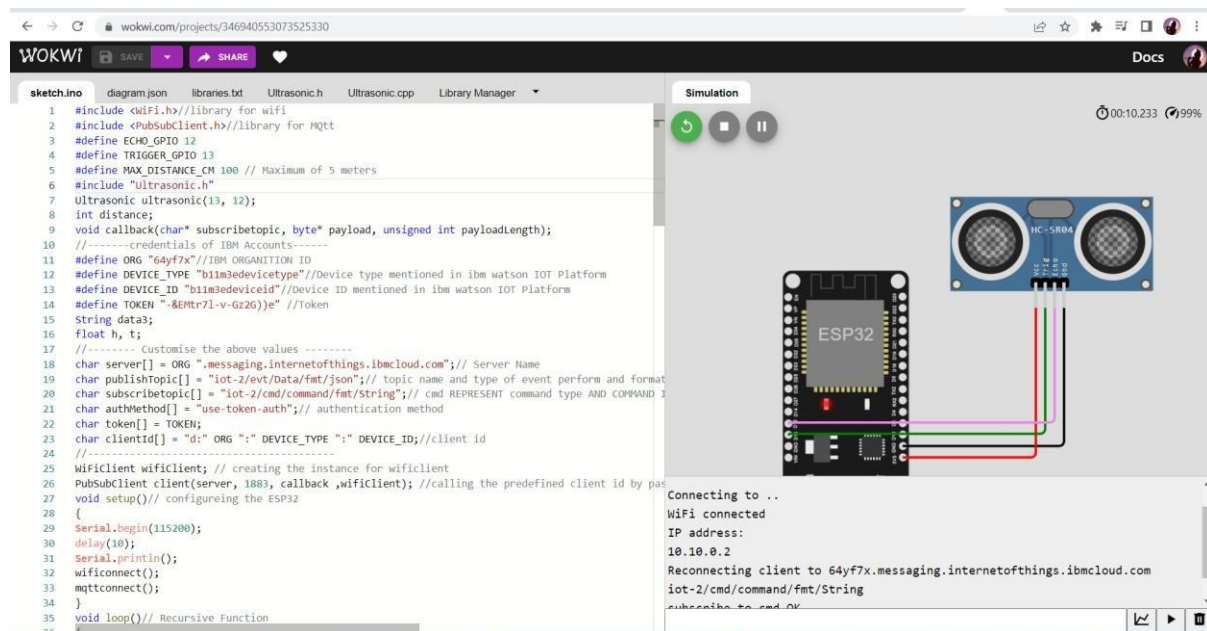 wokwi.com/projects/346940553073525330
WOKWi SAVE SHARE Docs
sketch.ino diagram.json libraries.txt Ultrasonic.h Ultrasonic.cpp Library Manager
1 #include <WiFi.h>//library for wifi
2 #include <PubSubClient.h>//library for MQtt
3 #define ECHO_GPIO 12
4 #define TRIGGER_GPIO 13
5 #define MAX_DISTANCE_CM 100 // Maximum of 5 meters
6 #include "Ultrasonic.h"
7 Ultrasonic ultrasonic(13, 12);
8 int distance;
9 void callback(char* subscribetopic, byte* payload, unsigned int payloadLength);
10 //-------credentials of IBM Accounts------
11 #define ORG "64yf7x"//IBM ORGANITION ID
12 #define DEVICE_TYPE "b11m3edevicetype"//Device type mentioned in ibm watson IOT Platform
13 #define DEVICE_ID "b11m3edeviceid"//Device ID mentioned in ibm watson IOT Platform
14 #define TOKEN "-&EMtr7l-v-Gz2G))e" //Token
15 String data3;
16 float h, t;
17 //-------- Customise the above values --------
18 char server[] = ORG ".messaging.internetofthings.ibmcloud.com";// Server Name
19 char publishTopic[] = "iot-2/evt/Data/fmt/json";// topic name and type of event perform and format
20 char subscribetopic[] = "iot-2/cmd/command/fmt/String";// cmd REPRESENT command type AND COMMAND
21 char authMethod[] = "use-token-auth";// authentication method
22 char token[] = TOKEN;
23 char clientId[] = "d:" ORG ":" DEVICE_TYPE ":" DEVICE_ID;//client id
24 //-----------------------------------------
25 WiFiClient wifiClient; // creating the instance for wificlient
26 PubSubClient client(server, 1883, callback ,wifiClient); //calling the predefined client id by
27 void setup()// configureing the ESP32
28 {
29 Serial.begin(115200);
30 delay(10);
31 Serial.println();
32 wificonnect();
33 mqttconnect();
34 }
35 void loop()// Recursive Function
Simulation
00:10.233 99%
HC-SR04
Vcc Trig Echo Gnd
ESP32
Connecting to ..
WiFi connected
IP address:
10.10.0.2
Reconnecting client to 64yf7x.messaging.internetofthings.ibmcloud.com
iot-2/cmd/command/fmt/String
subscribe to cmd OK